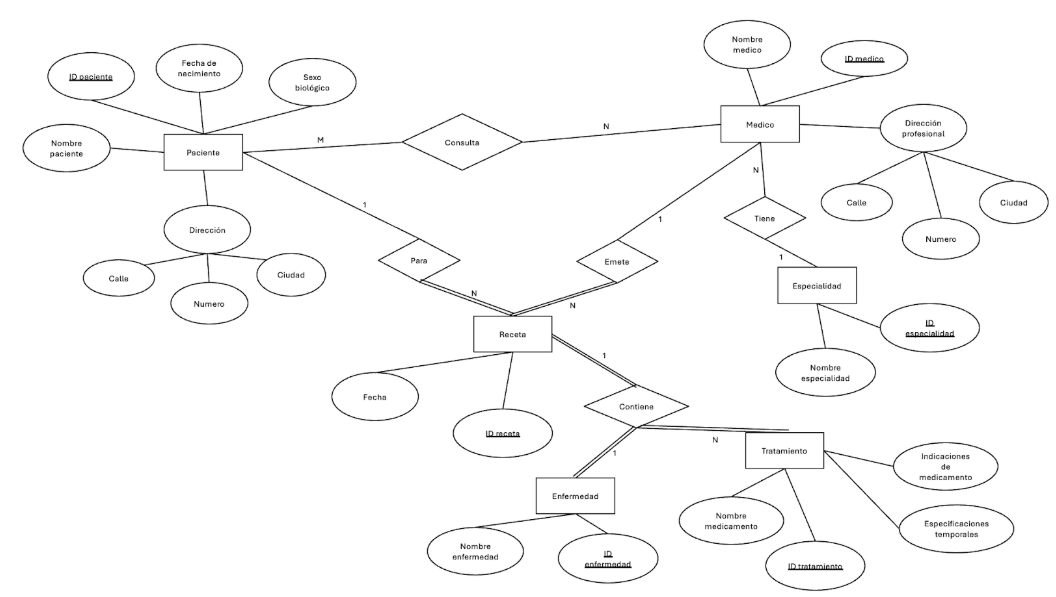 Nombre
medico
ID medico
Fecha de
nacimiento
ID paciente
Sexo
biológico
Nombre
paciente
Paciente
M
Consulta
N
Medico
Dirección
profesional
N
Calle
Ciudad
Numero
Tiene
1
Especialidad
ID
especialidad
Nombre
especialidad
Dirección
Calle
Ciudad
Numero
1
Para
N
1
Emete
N
Receta
Fecha
ID receta
1
Contiene
1
N
Enfermedad
Nombre
enfermedad
ID
enfermedad
Tratamiento
Indicaciones
de
medicamento
Nombre
medicamento
Especificaciones
temporales
ID tratamiento